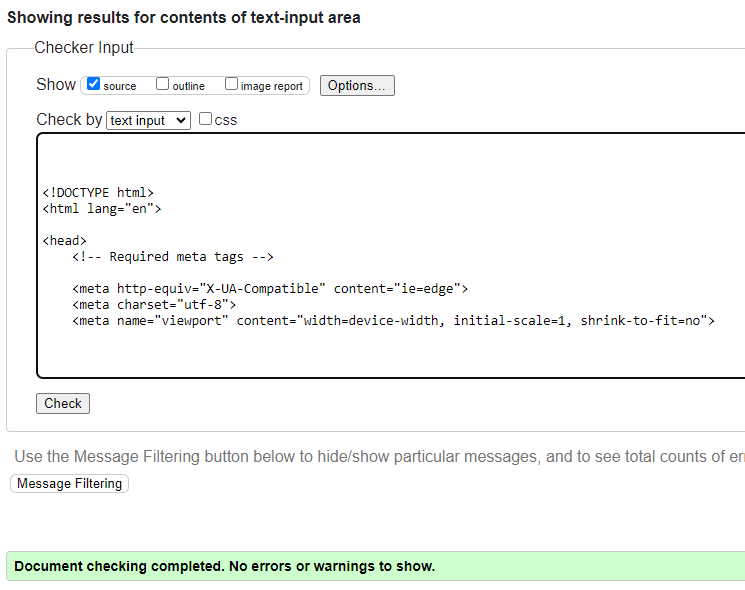 Showing results for contents of text-input area
Checker Input
Show source outline image report Options...
Check by text input css
<!DOCTYPE html>
<html lang="en">
<head>
<!-- Required meta tags -->
<meta http-equiv="X-UA-Compatible" content="ie=edge">
<meta charset="utf-8">
<meta name="viewport" content="width=device-width, initial-scale=1, shrink-to-fit=no">
Check
Use the Message Filtering button below to hide/show particular messages, and to see total counts of
Message Filtering
Document checking completed. No errors or warnings to show.